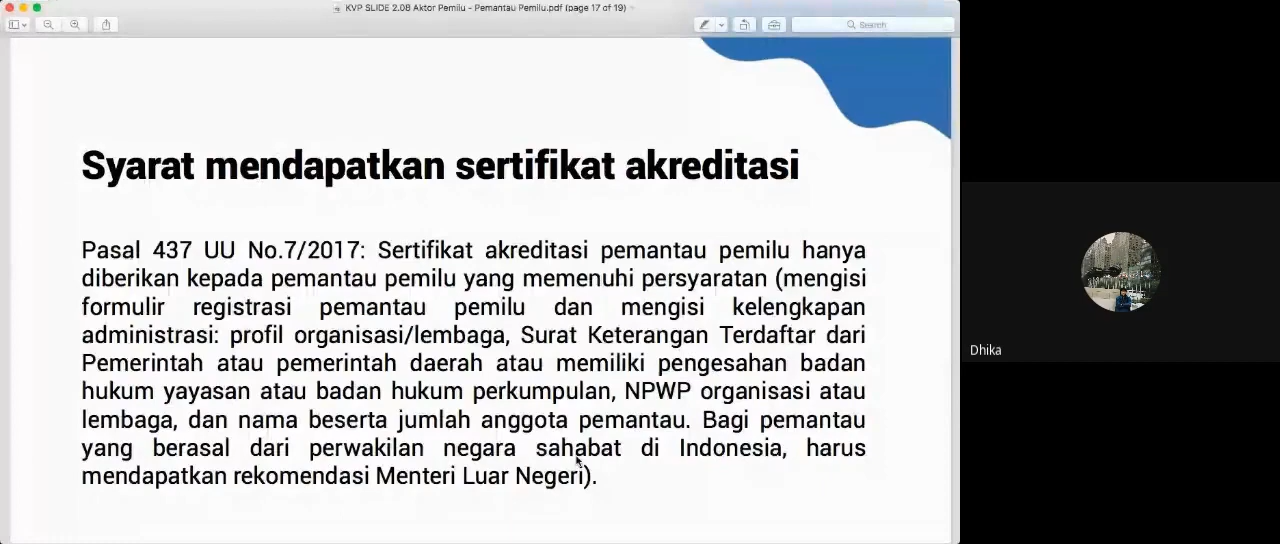 KVP SLIDE 2.08 Aktor Pemilu - Pemantau Pemilu.pdf (page 17 of 19)
Search
Syarat mendapatkan sertifikat akreditasi
Pasal 437 UU No.7/2017: Sertifikat akreditasi pemantau pemilu hanya
diberikan kepada pemantau pemilu yang memenuhi persyaratan (mengisi
formulir registrasi pemantau pemilu dan mengisi kelengkapan
administrasi: profil organisasi/lembaga, Surat Keterangan Terdaftar dari
Pemerintah atau pemerintah daerah atau memiliki pengesahan badan
hukum yayasan atau badan hukum perkumpulan, NPWP organisasi atau
lembaga, dan nama beserta jumlah anggota pemantau. Bagi pemantau
yang berasal dari perwakilan negara sahabat di Indonesia, harus
mendapatkan rekomendasi Menteri Luar Negeri).
Dhika